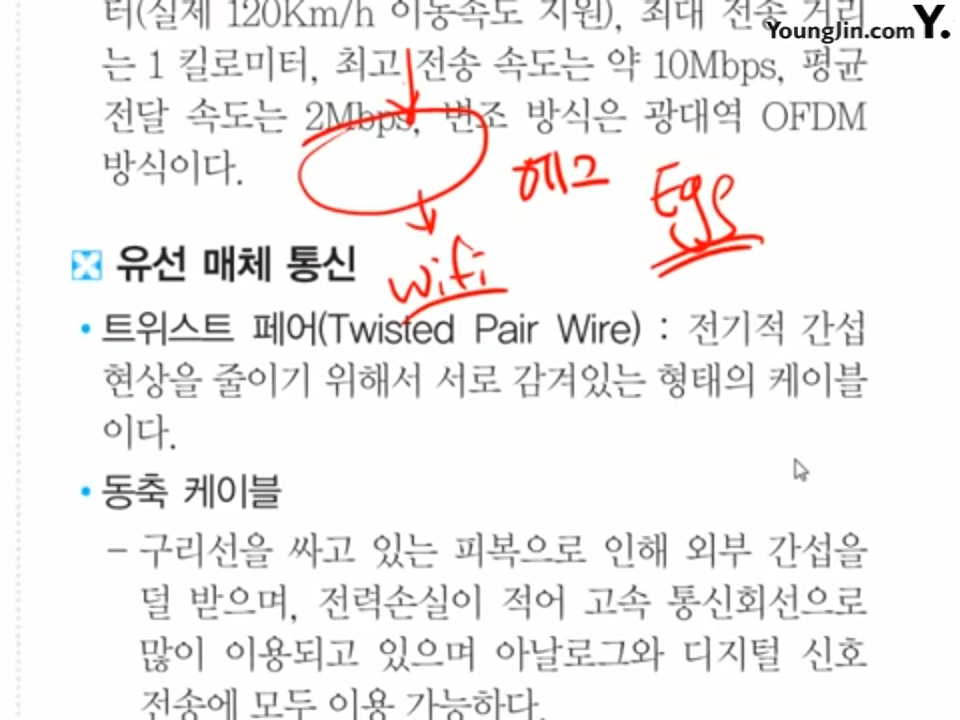 터(실제 120Km/h 이동속도 지원), 최대 전송 거리
YoungJin.com Y.
는 1 킬로미터, 최고 전송 속도는 약 10Mbps, 평균
전달 속도는 2Mbps, 변조 방식은 광대역 OFDM
방식이다.
에그
Egg
wifi
유선 매체 통신
• 트위스트 페어(Twisted Pair Wire) : 전기적 간섭
현상을 줄이기 위해서 서로 감겨있는 형태의 케이블
이다.
• 동축 케이블
– 구리선을 싸고 있는 피복으로 인해 외부 간섭을
덜 받으며, 전력손실이 적어 고속 통신회선으로
많이 이용되고 있으며 아날로그와 디지털 신호
전송에 모두 이용 가능하다.